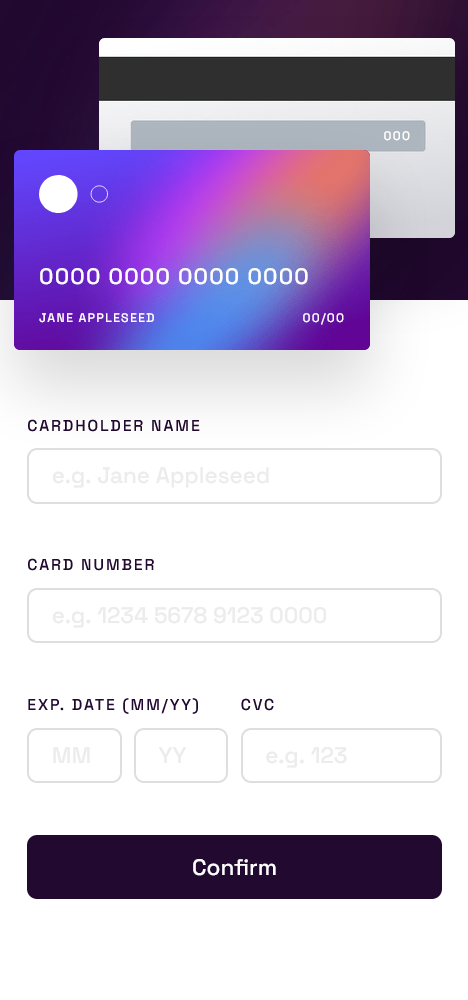 000
0000 0000 0000 0000
JANE APPLESEED 00/00
CARDHOLDER NAME
e.g. Jane Appleseed
CARD NUMBER
e.g. 1234 5678 9123 0000
EXP. DATE (MM/YY) CVC
MM YY e.g. 123
Confirm